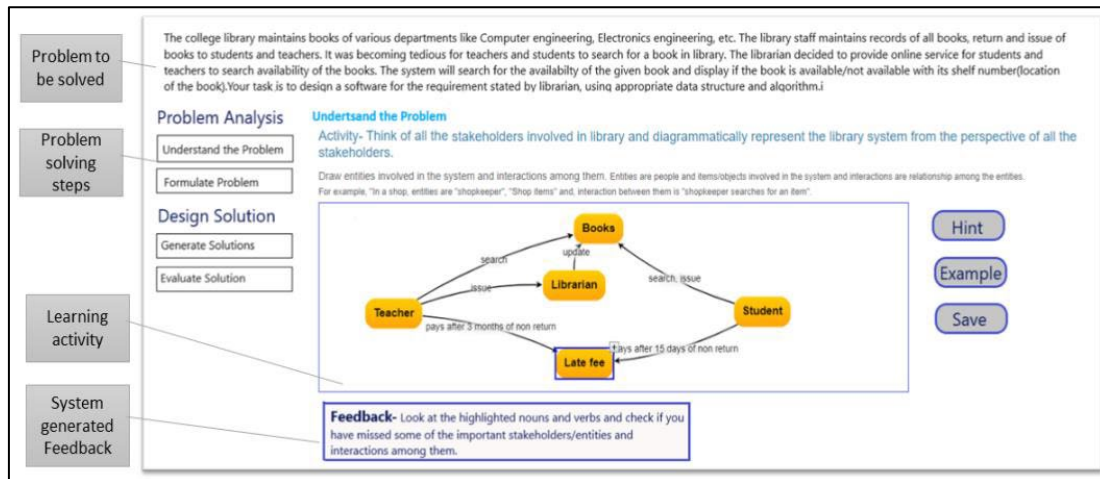 Problem to
be solved
Problem
solving
steps
Learning
activity
System
generated
Feedback
The college library maintains books of various departments like Computer engineering, Electronics engineering, etc. The library staff maintains records of all books, return and issue of
books to students and teachers. It was becoming tedious for teachers and students to search for a book in library. The librarian decided to provide online service for students and
teachers to search availability of the books. The system will search for the availabilty of the given book and display if the book is available/not available with its shelf number(location
of the book).Your task is to design a software for the requirement stated by librarian, using appropriate data structure and algorithm.i
Problem Analysis
Understand the Problem
Formulate Problem
Design Solution
Generate Solutions
Evaluate Solution
Undertsand the Problem
Activity- Think of all the stakeholders involved in library and diagrammatically represent the library system from the perspective of all the
stakeholders.
Draw entities involved in the system and interactions among them. Entities are people and items/objects involved in the system and interactions are relationship among the entities.
For example, "In a shop, entities are "shopkeeper", "Shop items" and, interaction between them is "shopkeeper searches for an item".
Books
search
update
search, issue
Librarian
issue
Teacher
Student
pays after 3 months of non return
ays after 15 days of non return
Late fee
Hint
Example
Save
Feedback- Look at the highlighted nouns and verbs and check if you
have missed some of the important stakeholders/entities and
interactions among them.